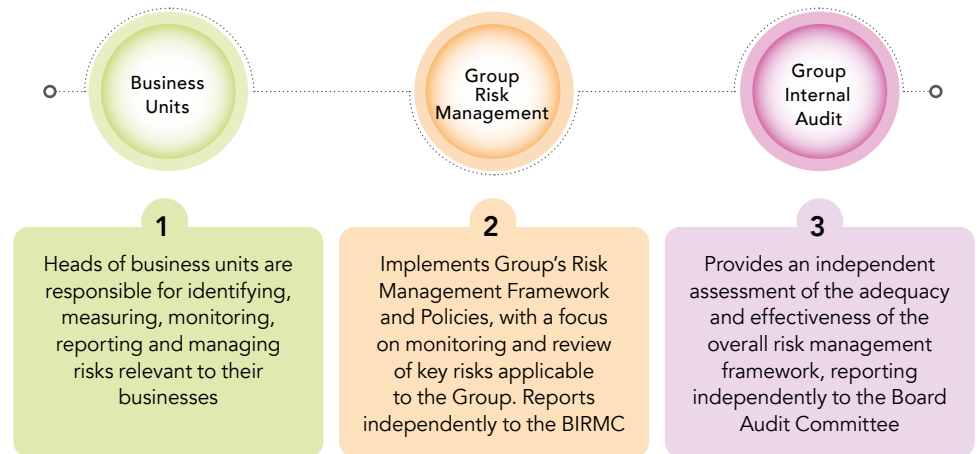 Business
Units
Group
Risk
Management
Group
Internal
Audit
1
Heads of business units are
responsible for identifying,
measuring, monitoring,
reporting and managing
risks relevant to their
businesses
2
Implements Group's Risk
Management Framework
and Policies, with a focus
on monitoring and review
of key risks applicable
to the Group. Reports
independently to the BIRMC
3
Provides an independent
assessment of the adequacy
and effectiveness of the
overall risk management
framework, reporting
independently to the Board
Audit Committee